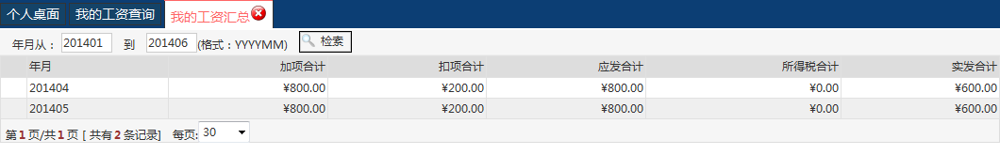 个人桌面 我的工资查询 我的工资汇总
年月从： 201401 到 201406 (格式：YYYYMM) 检索
年月 加项合计 扣项合计 应发合计 所得税合计 实发合计
201404 ¥800.00 ¥200.00 ¥800.00 ¥0.00 ¥600.00
201405 ¥800.00 ¥200.00 ¥800.00 ¥0.00 ¥600.00
第1页/共1页 [ 共有2条记录] 每页: 30